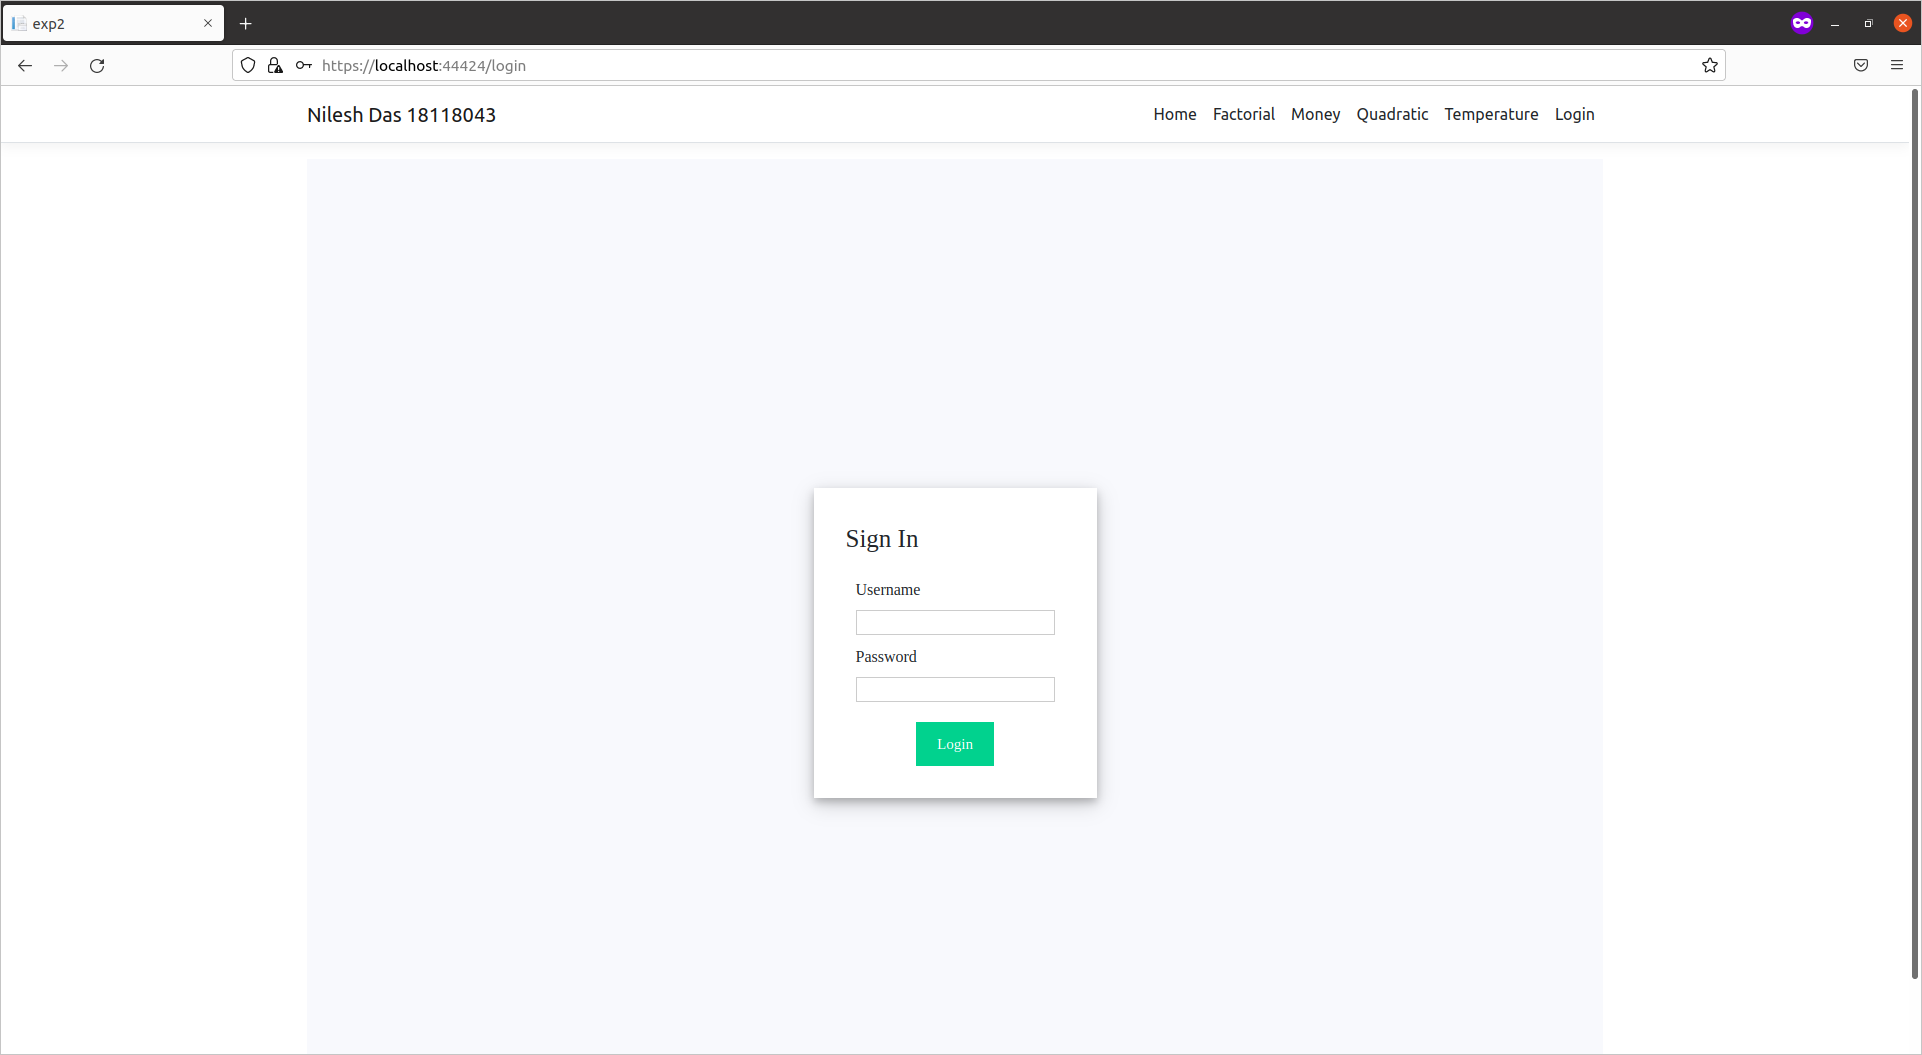 exp2
https://localhost:44424/login
Nilesh Das 18118043
Home Factorial Money Quadratic Temperature Login
Sign In
Username
Password
Login